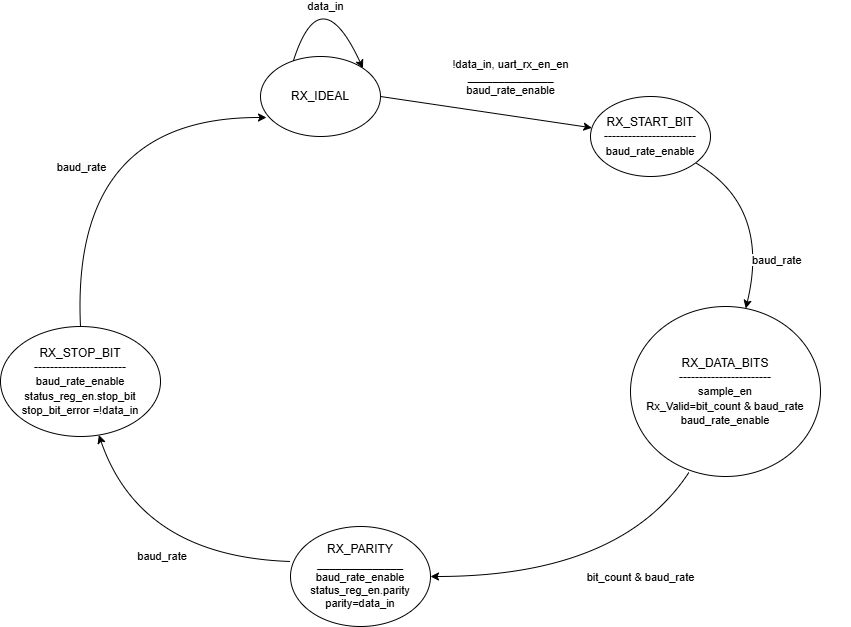 data_in
RX_IDEAL
!data_in, uart_rx_en_en
baud_rate_enable
RX_START_BIT
-----------------------
baud_rate_enable
baud_rate
baud_rate
RX_STOP_BIT
-----------------------
baud_rate_enable
status_reg_en.stop_bit
stop_bit_error =!data_in
RX_DATA_BITS
-----------------------
sample_en
Rx_Valid=bit_count & baud_rate
baud_rate_enable
baud_rate
RX_PARITY
baud_rate_enable
status_reg_en.parity
parity=data_in
bit_count & baud_rate